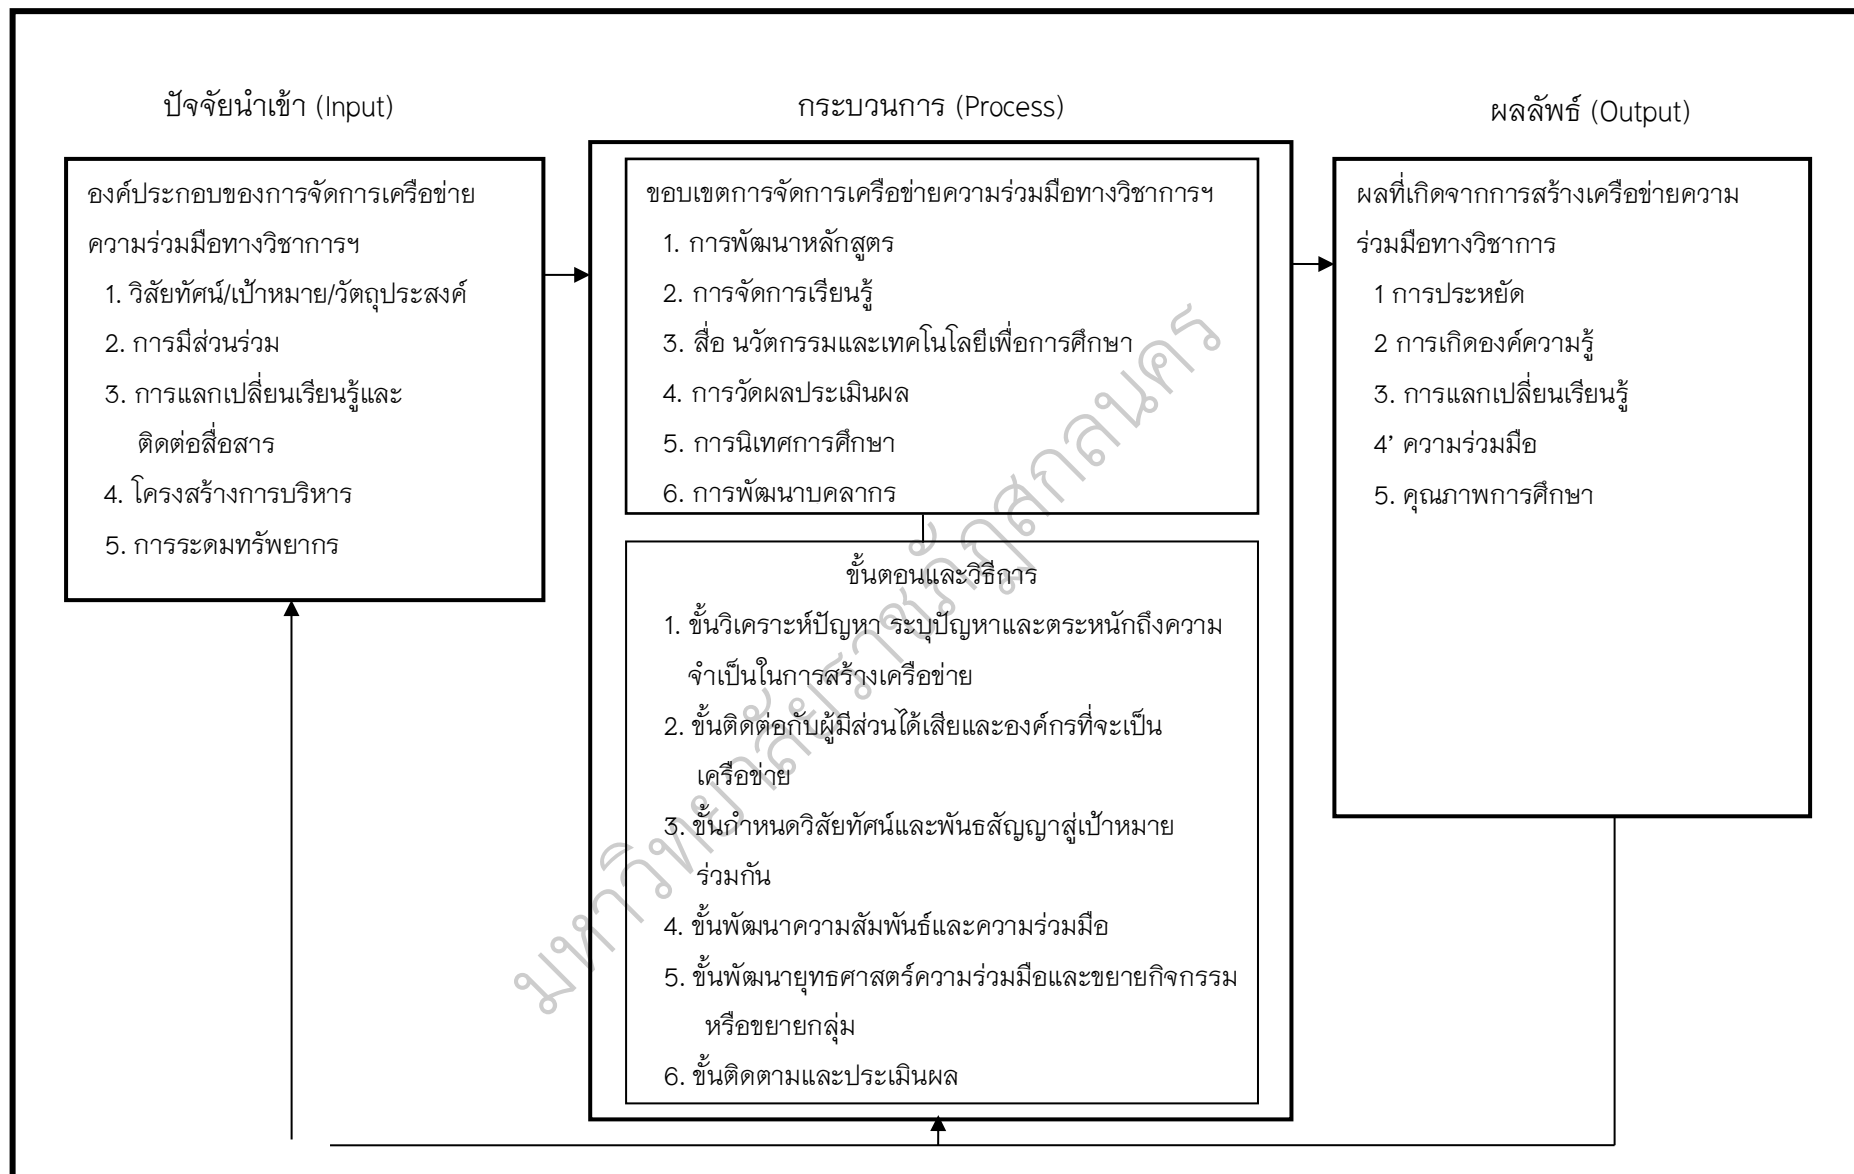 ปัจจัยนำเข้า (Input)
กระบวนการ (Process)
ผลลัพธ์ (Output)
องค์ประกอบของการจัดการเครือข่าย
ความร่วมมือทางวิชาการฯ
1. วิสัยทัศน์/เป้าหมาย/วัตถุประสงค์
2. การมีส่วนร่วม
3. การแลกเปลี่ยนเรียนรู้และ
ติดต่อสื่อสาร
4. โครงสร้างการบริหาร
5. การระดมทรัพยากร
ขอบเขตการจัดการเครือข่ายความร่วมมือทางวิชาการฯ
1. การพัฒนาหลักสูตร
2. การจัดการเรียนรู้
3. สื่อ นวัตกรรมและเทคโนโลยีเพื่อการศึกษา
4. การวัดผลประเมินผล
5. การนิเทศการศึกษา
6. การพัฒนาบคลากร
ขั้นตอนและวิธีการ
1. ขั้นวิเคราะห์ปัญหา ระบุปัญหาและตระหนักถึงความ
จำเป็นในการสร้างเครือข่าย
2. ขั้นติดต่อกับผู้มีส่วนได้เสียและองค์กรที่จะเป็น
เครือข่าย
3. ขั้นกำหนดวิสัยทัศน์และพันธสัญญาสู่เป้าหมาย
ร่วมกัน
4. ขั้นพัฒนาความสัมพันธ์และความร่วมมือ
5. ขั้นพัฒนายุทธศาสตร์ความร่วมมือและขยายกิจกรรม
หรือขยายกลุ่ม
6. ขั้นติดตามและประเมินผล
ผลที่เกิดจากการสร้างเครือข่ายความ
ร่วมมือทางวิชาการ
1 การประหยัด
2 การเกิดองค์ความรู้
3. การแลกเปลี่ยนเรียนรู้
4’ ความร่วมมือ
5. คุณภาพการศึกษา
มหาวิทยาลัยราชภัฏสกลนคร